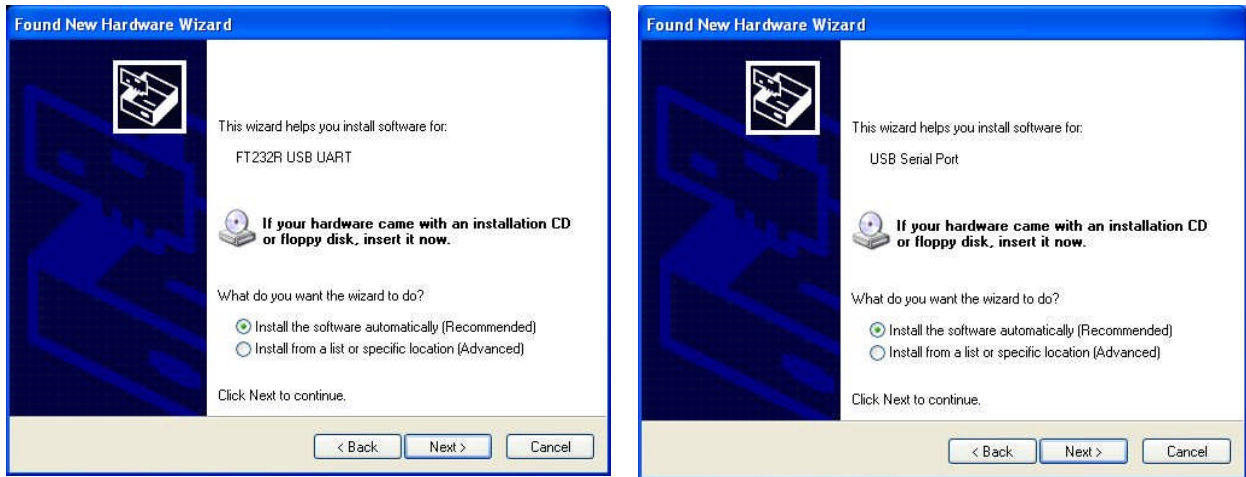 Found New Hardware Wizard
This wizard helps you install software for:
FT232R USB UART
If your hardware came with an installation CD
or floppy disk, insert it now.
What do you want the wizard to do?
Install the software automatically (Recommended)
Install from a list or specific location (Advanced)
Click Next to continue.
< Back Next > Cancel
Found New Hardware Wizard
This wizard helps you install software for:
USB Serial Port
If your hardware came with an installation CD
or floppy disk, insert it now.
What do you want the wizard to do?
Install the software automatically (Recommended)
Install from a list or specific location (Advanced)
Click Next to continue.
< Back Next > Cancel